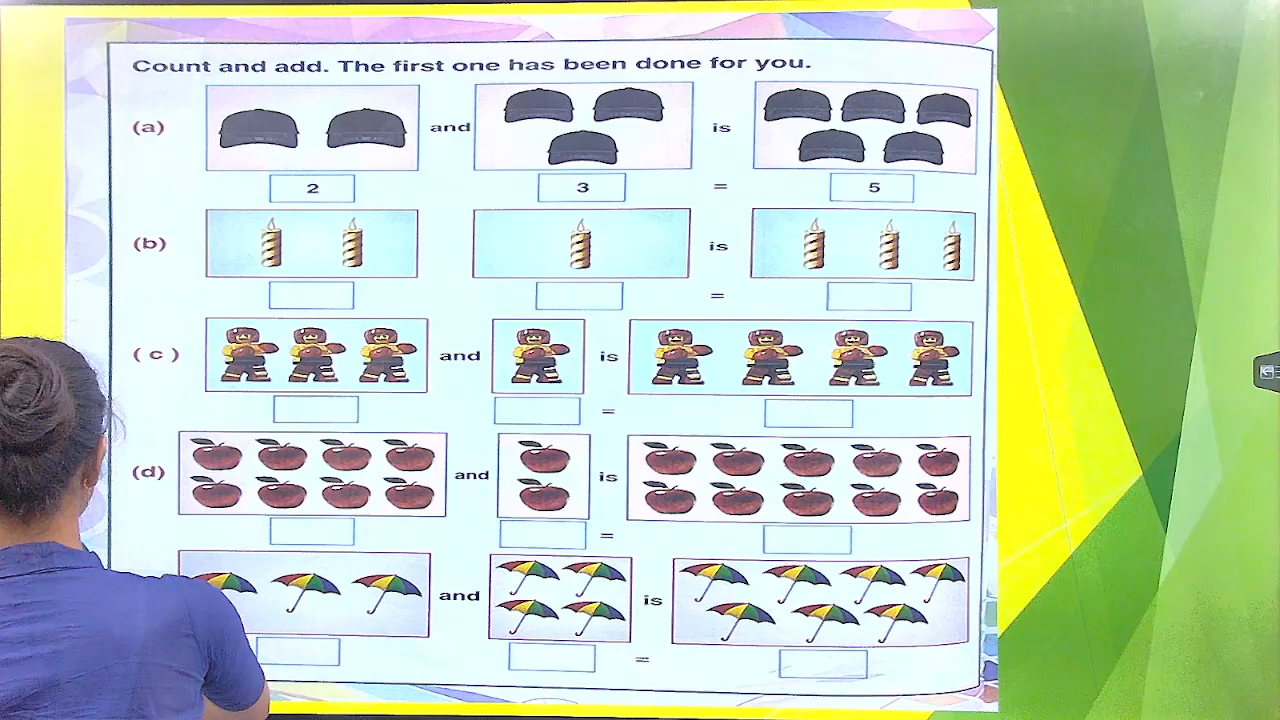 Count and add. The first one has been done for you.
(a) and is
2 3 = 5
(b) is
=
( c ) and is
=
(d) and is
=
and is
=